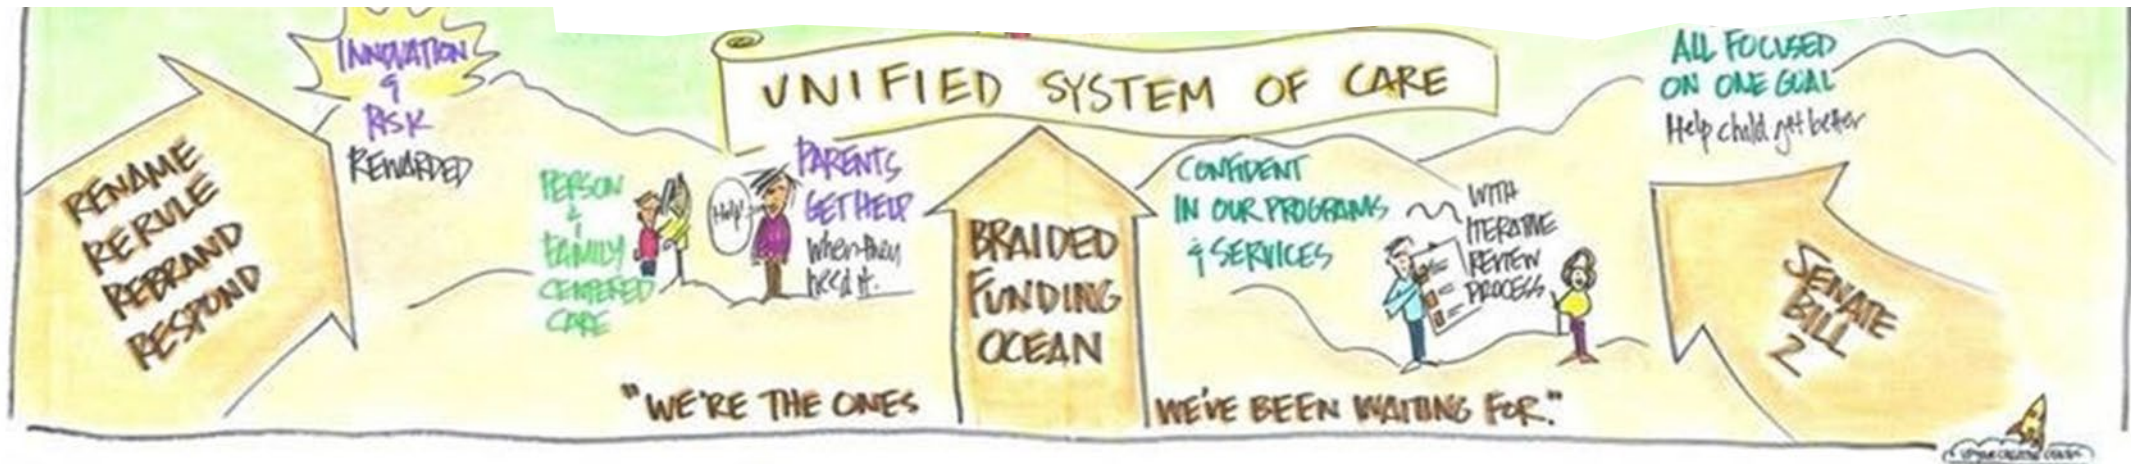 INNOVATION
&
RISK
REWARDED
RENAME
RERULE
REBRAND
RESPOND
UNIFIED SYSTEM OF CARE
PERSON
&
FAMILY
CENTERED
CARE
Help!
PARENTS
GET HELP
when they
need it.
BRAIDED
FUNDING
OCEAN
CONFIDENT
IN OUR PROGRAMS
& SERVICES
WITH
ITERATIVE
REVIEW
PROCESS
ALL FOCUSED
ON ONE GOAL
Help child get better
SENATE
BILL
2
"WE'RE THE ONES
WE'VE BEEN WAITING FOR."